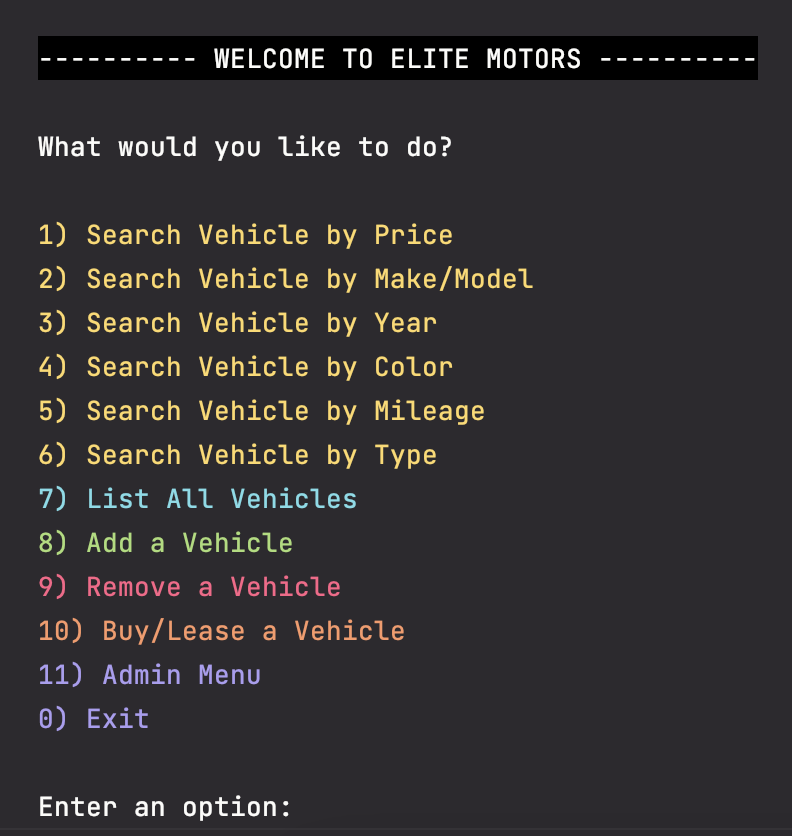 ---------- WELCOME TO ELITE MOTORS ----------
What would you like to do?
1) Search Vehicle by Price
2) Search Vehicle by Make/Model
3) Search Vehicle by Year
4) Search Vehicle by Color
5) Search Vehicle by Mileage
6) Search Vehicle by Type
7) List All Vehicles
8) Add a Vehicle
9) Remove a Vehicle
10) Buy/Lease a Vehicle
11) Admin Menu
0) Exit
Enter an option: